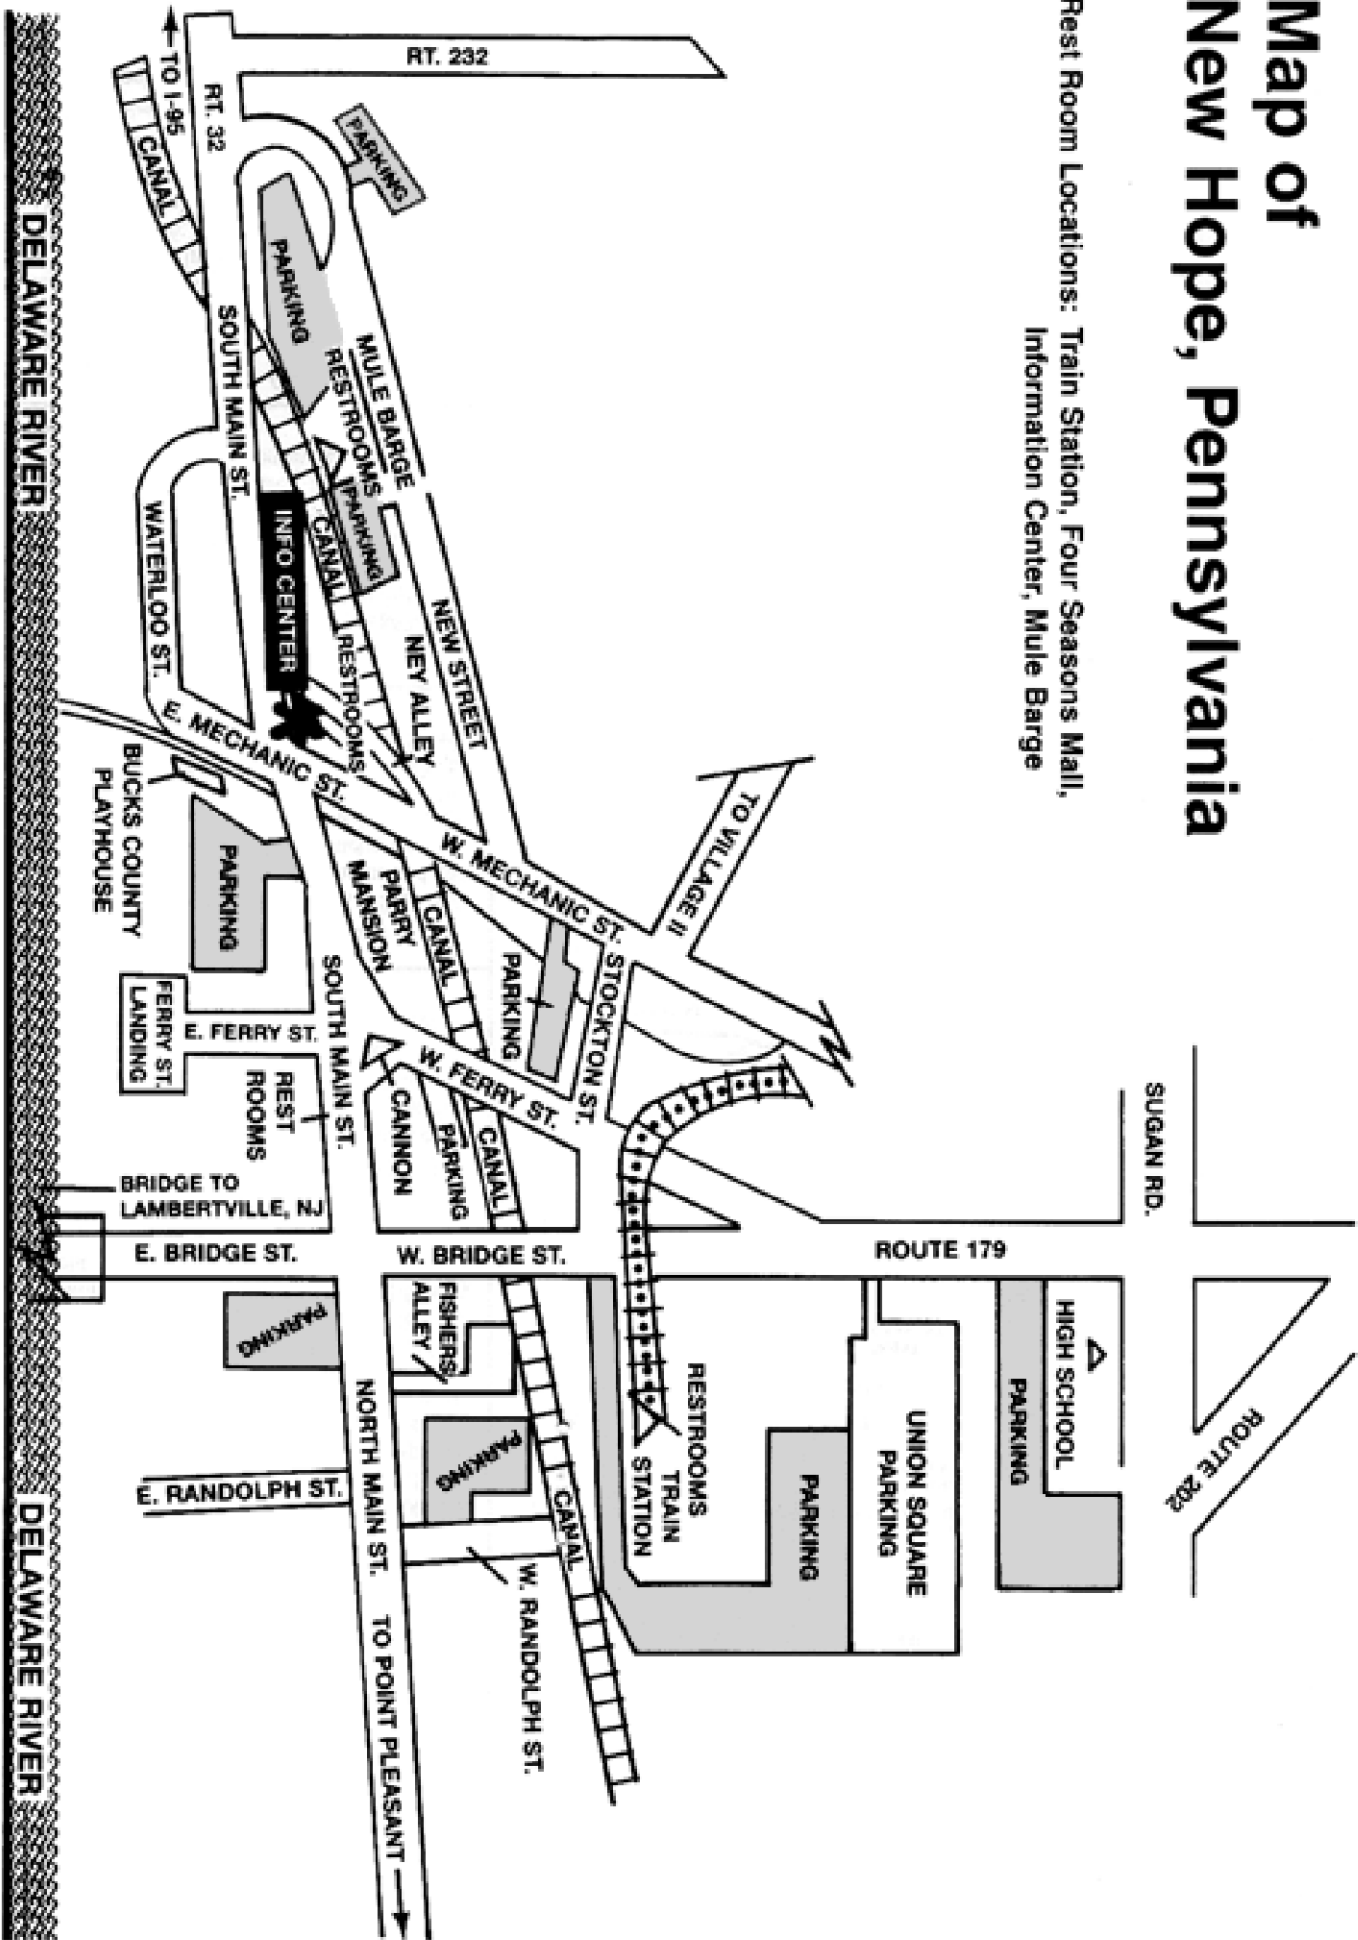 Map of
New Hope, Pennsylvania
Rest Room Locations: Train Station, Four Seasons Mall,
Information Center, Mule Barge
SUGAN RD.
ROUTE 202
HIGH SCHOOL
PARKING
ROUTE 179
UNION SQUARE
PARKING
PARKING
TO VILLAGE II
RESTROOMS
TRAIN
STATION
RT. 232
PARKING
W. MECHANIC ST.
STOCKTON ST.
PARKING
NEW STREET
NEY ALLEY
MULE BARGE
RESTROOMS
PARKING
PARKING
CANAL
RESTROOMS
W. FERRY ST.
CANAL
PARKING
CANAL
W. BRIDGE ST.
CANAL
W. RANDOLPH ST.
PARKING
FISHERS
ALLEY
PARRY
MANSION
CANNON
INFO CENTER
RT. 32
SOUTH MAIN ST.
SOUTH MAIN ST.
NORTH MAIN ST.
TO POINT PLEASANT
TO I-95
CANAL
WATERLOO ST.
E. MECHANIC ST.
PARKING
BUCKS COUNTY
PLAYHOUSE
E. FERRY ST.
FERRY ST.
LANDING
REST
ROOMS
BRIDGE TO
LAMBERTVILLE, NJ
E. BRIDGE ST.
PARKING
E. RANDOLPH ST.
DELAWARE RIVER
DELAWARE RIVER